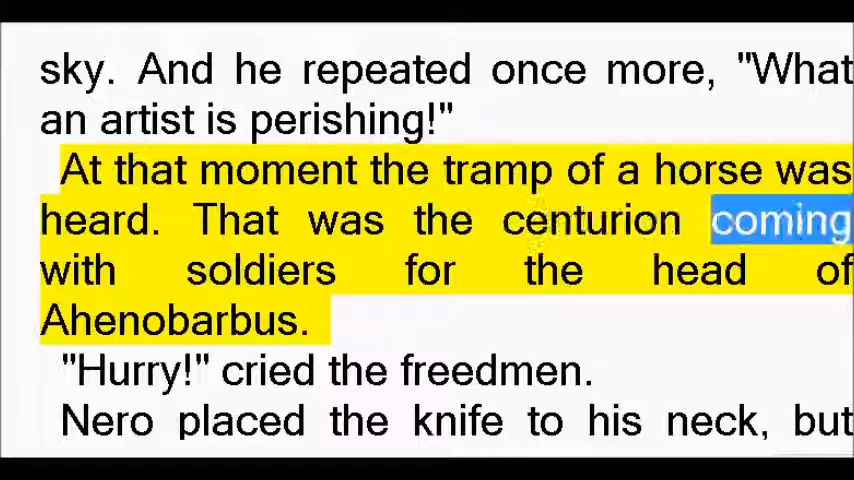 sky. And he repeated once more, "What
an artist is perishing!"
At that moment the tramp of a horse was
heard. That was the centurion coming
with soldiers for the head of
Ahenobarbus.
"Hurry!" cried the freedmen.
Nero placed the knife to his neck, but